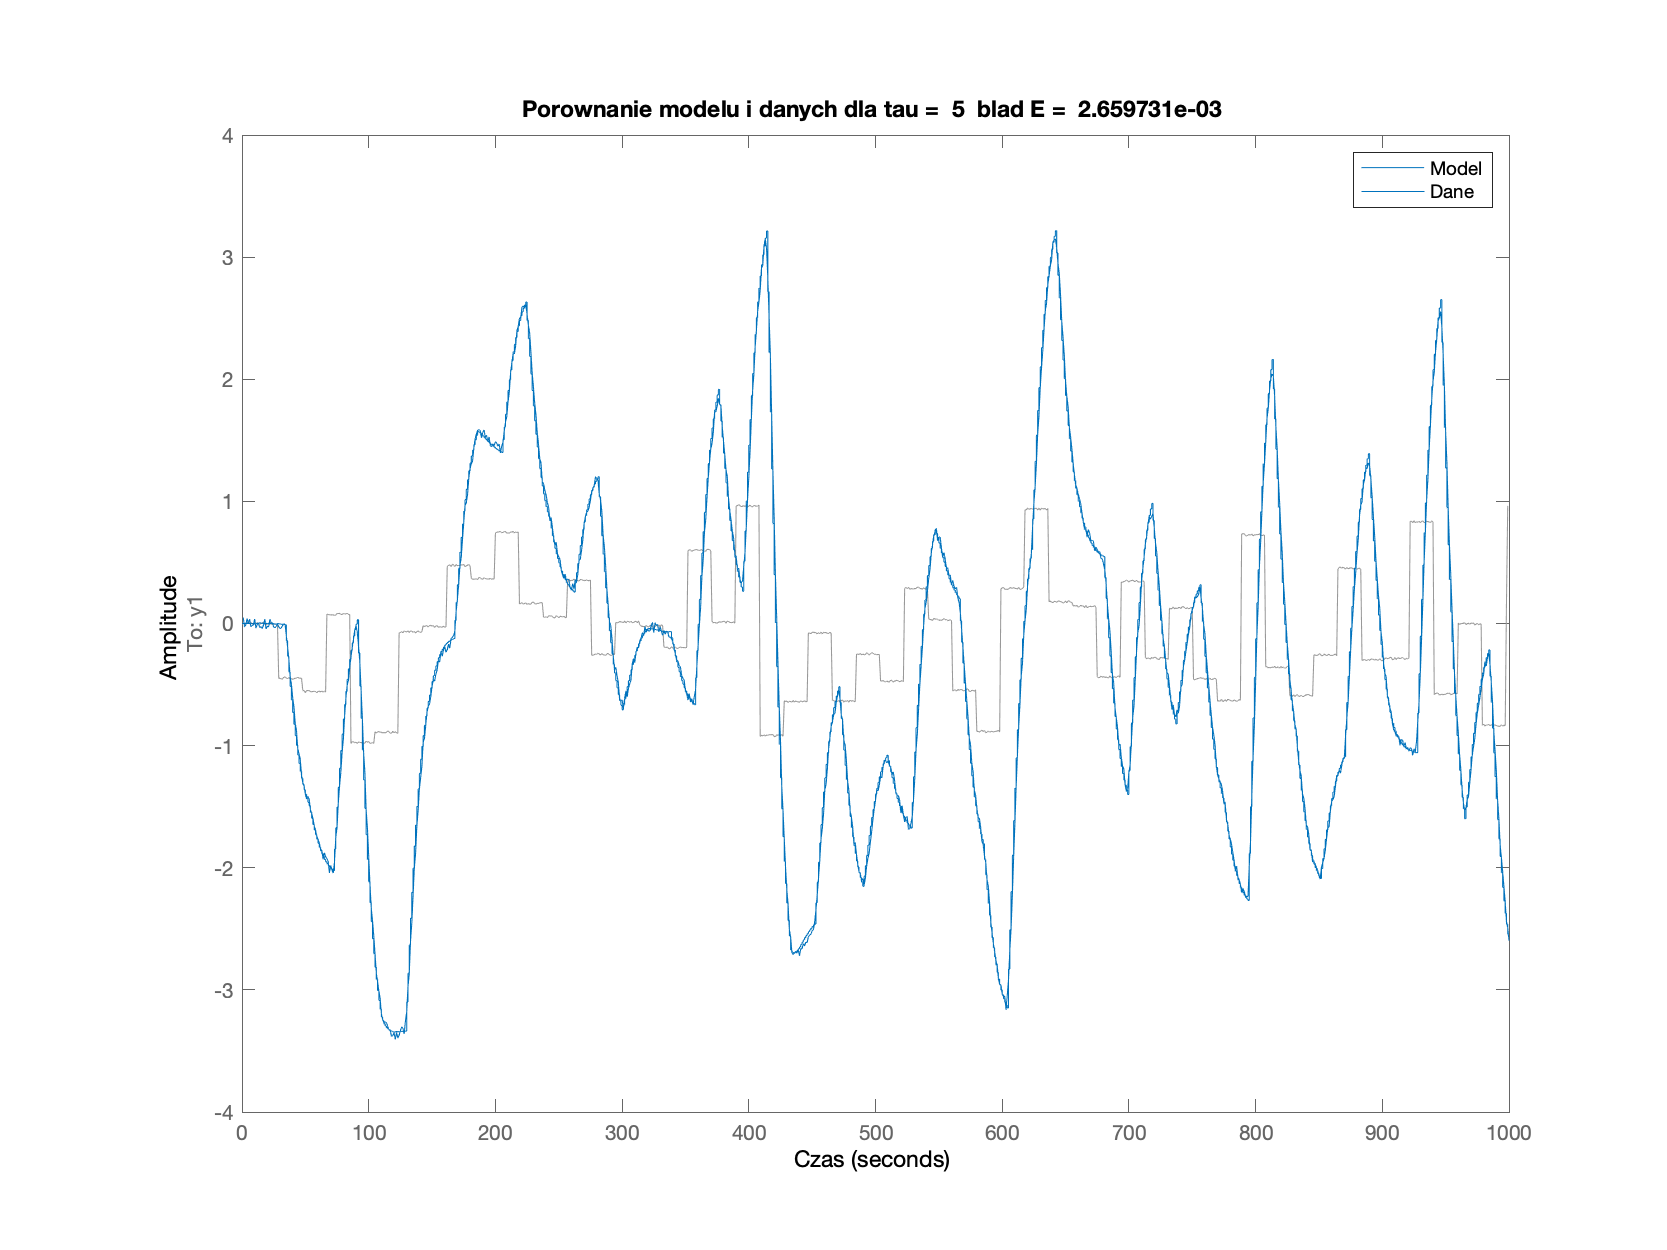 Porownanie modelu i danych dla tau =  5  blad E =  2.659731e-03
Model
Dane
4
3
2
1
0
-1
-2
-3
-4
Amplitude
To: y1
0 100 200 300 400 500 600 700 800 900 1000
Czas (seconds)